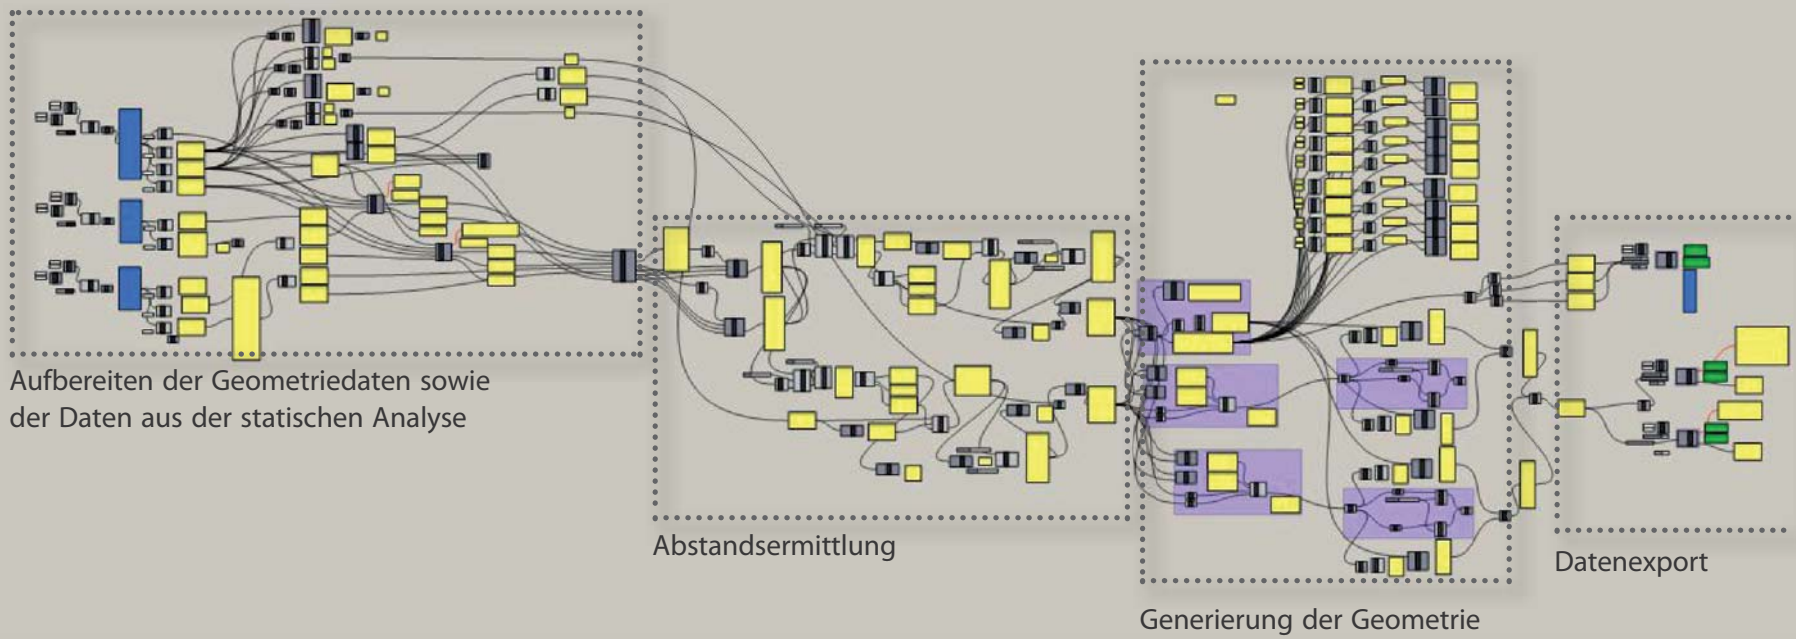 Aufbereiten der Geometriedaten sowie
der Daten aus der statischen Analyse
Abstandsermittlung
Generierung der Geometrie
Datenexport